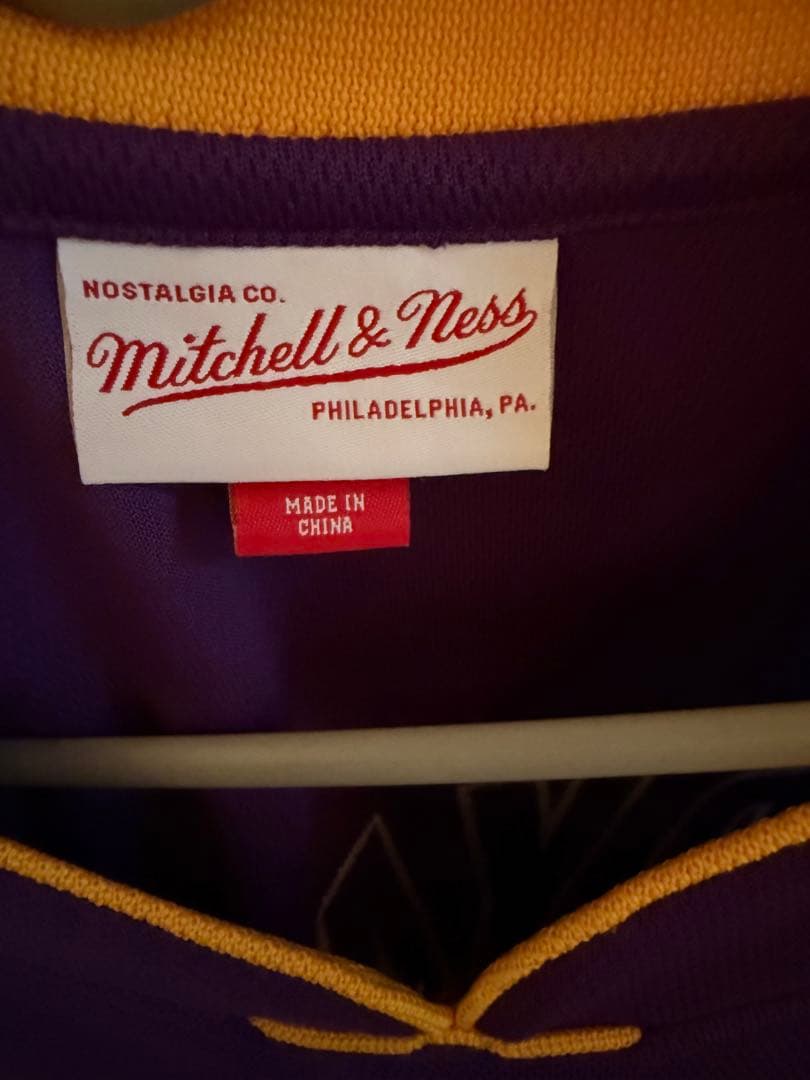 NOSTALGIA CO.
Mitchell & Ness
PHILADELPHIA, PA.
MADE IN
CHINA